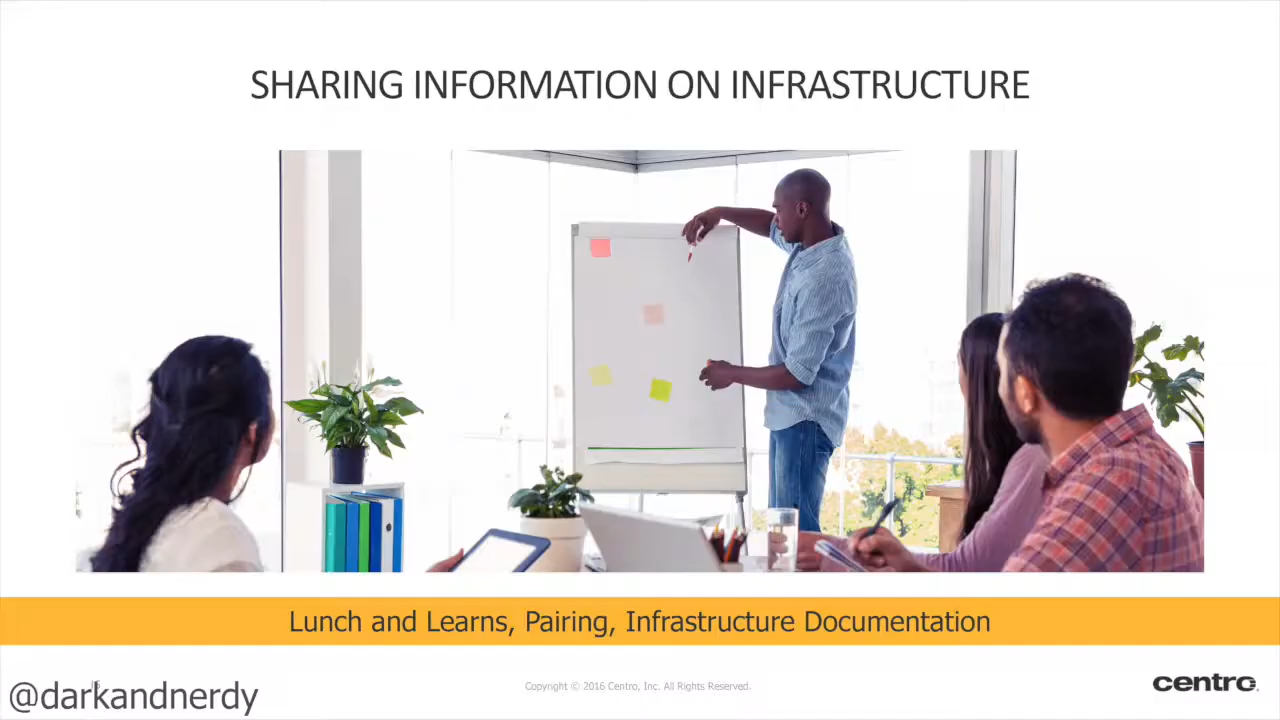 SHARING INFORMATION ON INFRASTRUCTURE
Lunch and Learns, Pairing, Infrastructure Documentation
@darkandnerdy
Copyright © 2016 Centro, Inc. All Rights Reserved.
centro